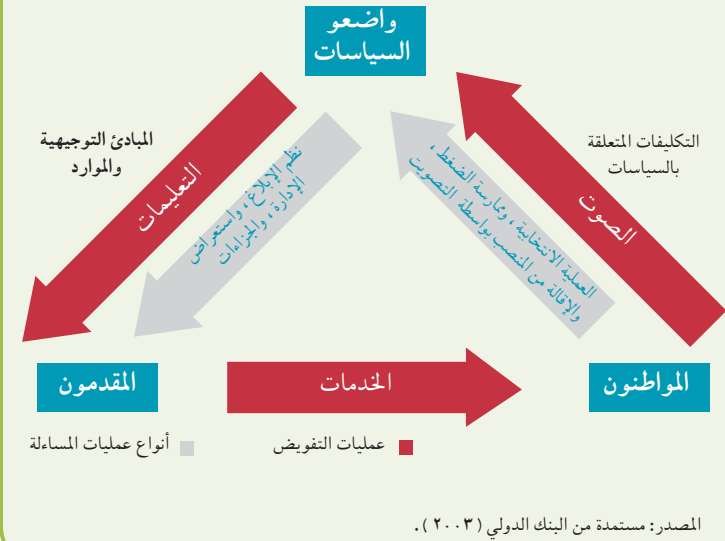 واضعو
السياسات
المبادئ التوجيهية
والموارد
التعليمات
نظم الإبلاغ، واستعراض
الإدارة، والجزاءات
العملية الانتخابية، وممارسة الضغط،
والإقالة من المنصب بواسطة التصويت
الصوت
التكليفات المتعلقة
بالسياسات
المواطنون
الخدمات
المقدمون
عمليات التفويض
أنواع عمليات المساءلة
المصدر: مستمدة من البنك الدولي (٢٠٠٣).